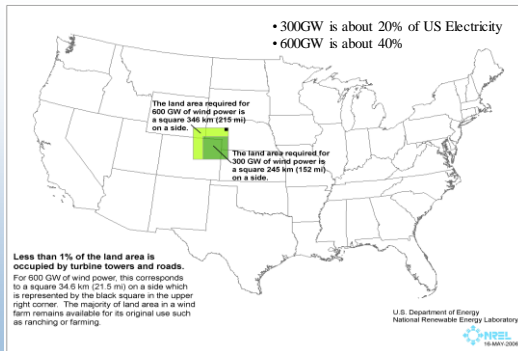 • 300GW is about 20% of US Electricity
• 600GW is about 40%
The land area required for
600 GW of wind power is
a square 346 km (215 mi)
on a side.
The land area required for
300 GW of wind power is
a square 245 km (152 mi)
on a side.
Less than 1% of the land area is
occupied by turbine towers and roads.
For 600 GW of wind power, this corresponds
to a square 34.6 km (21.5 mi) on a side which
is represented by the black square in the upper
right corner. The majority of land area in a wind
farm remains available for its original use such
as ranching or farming.
U.S. Department of Energy
National Renewable Energy Laboratory
NREL
16-MAY-2006